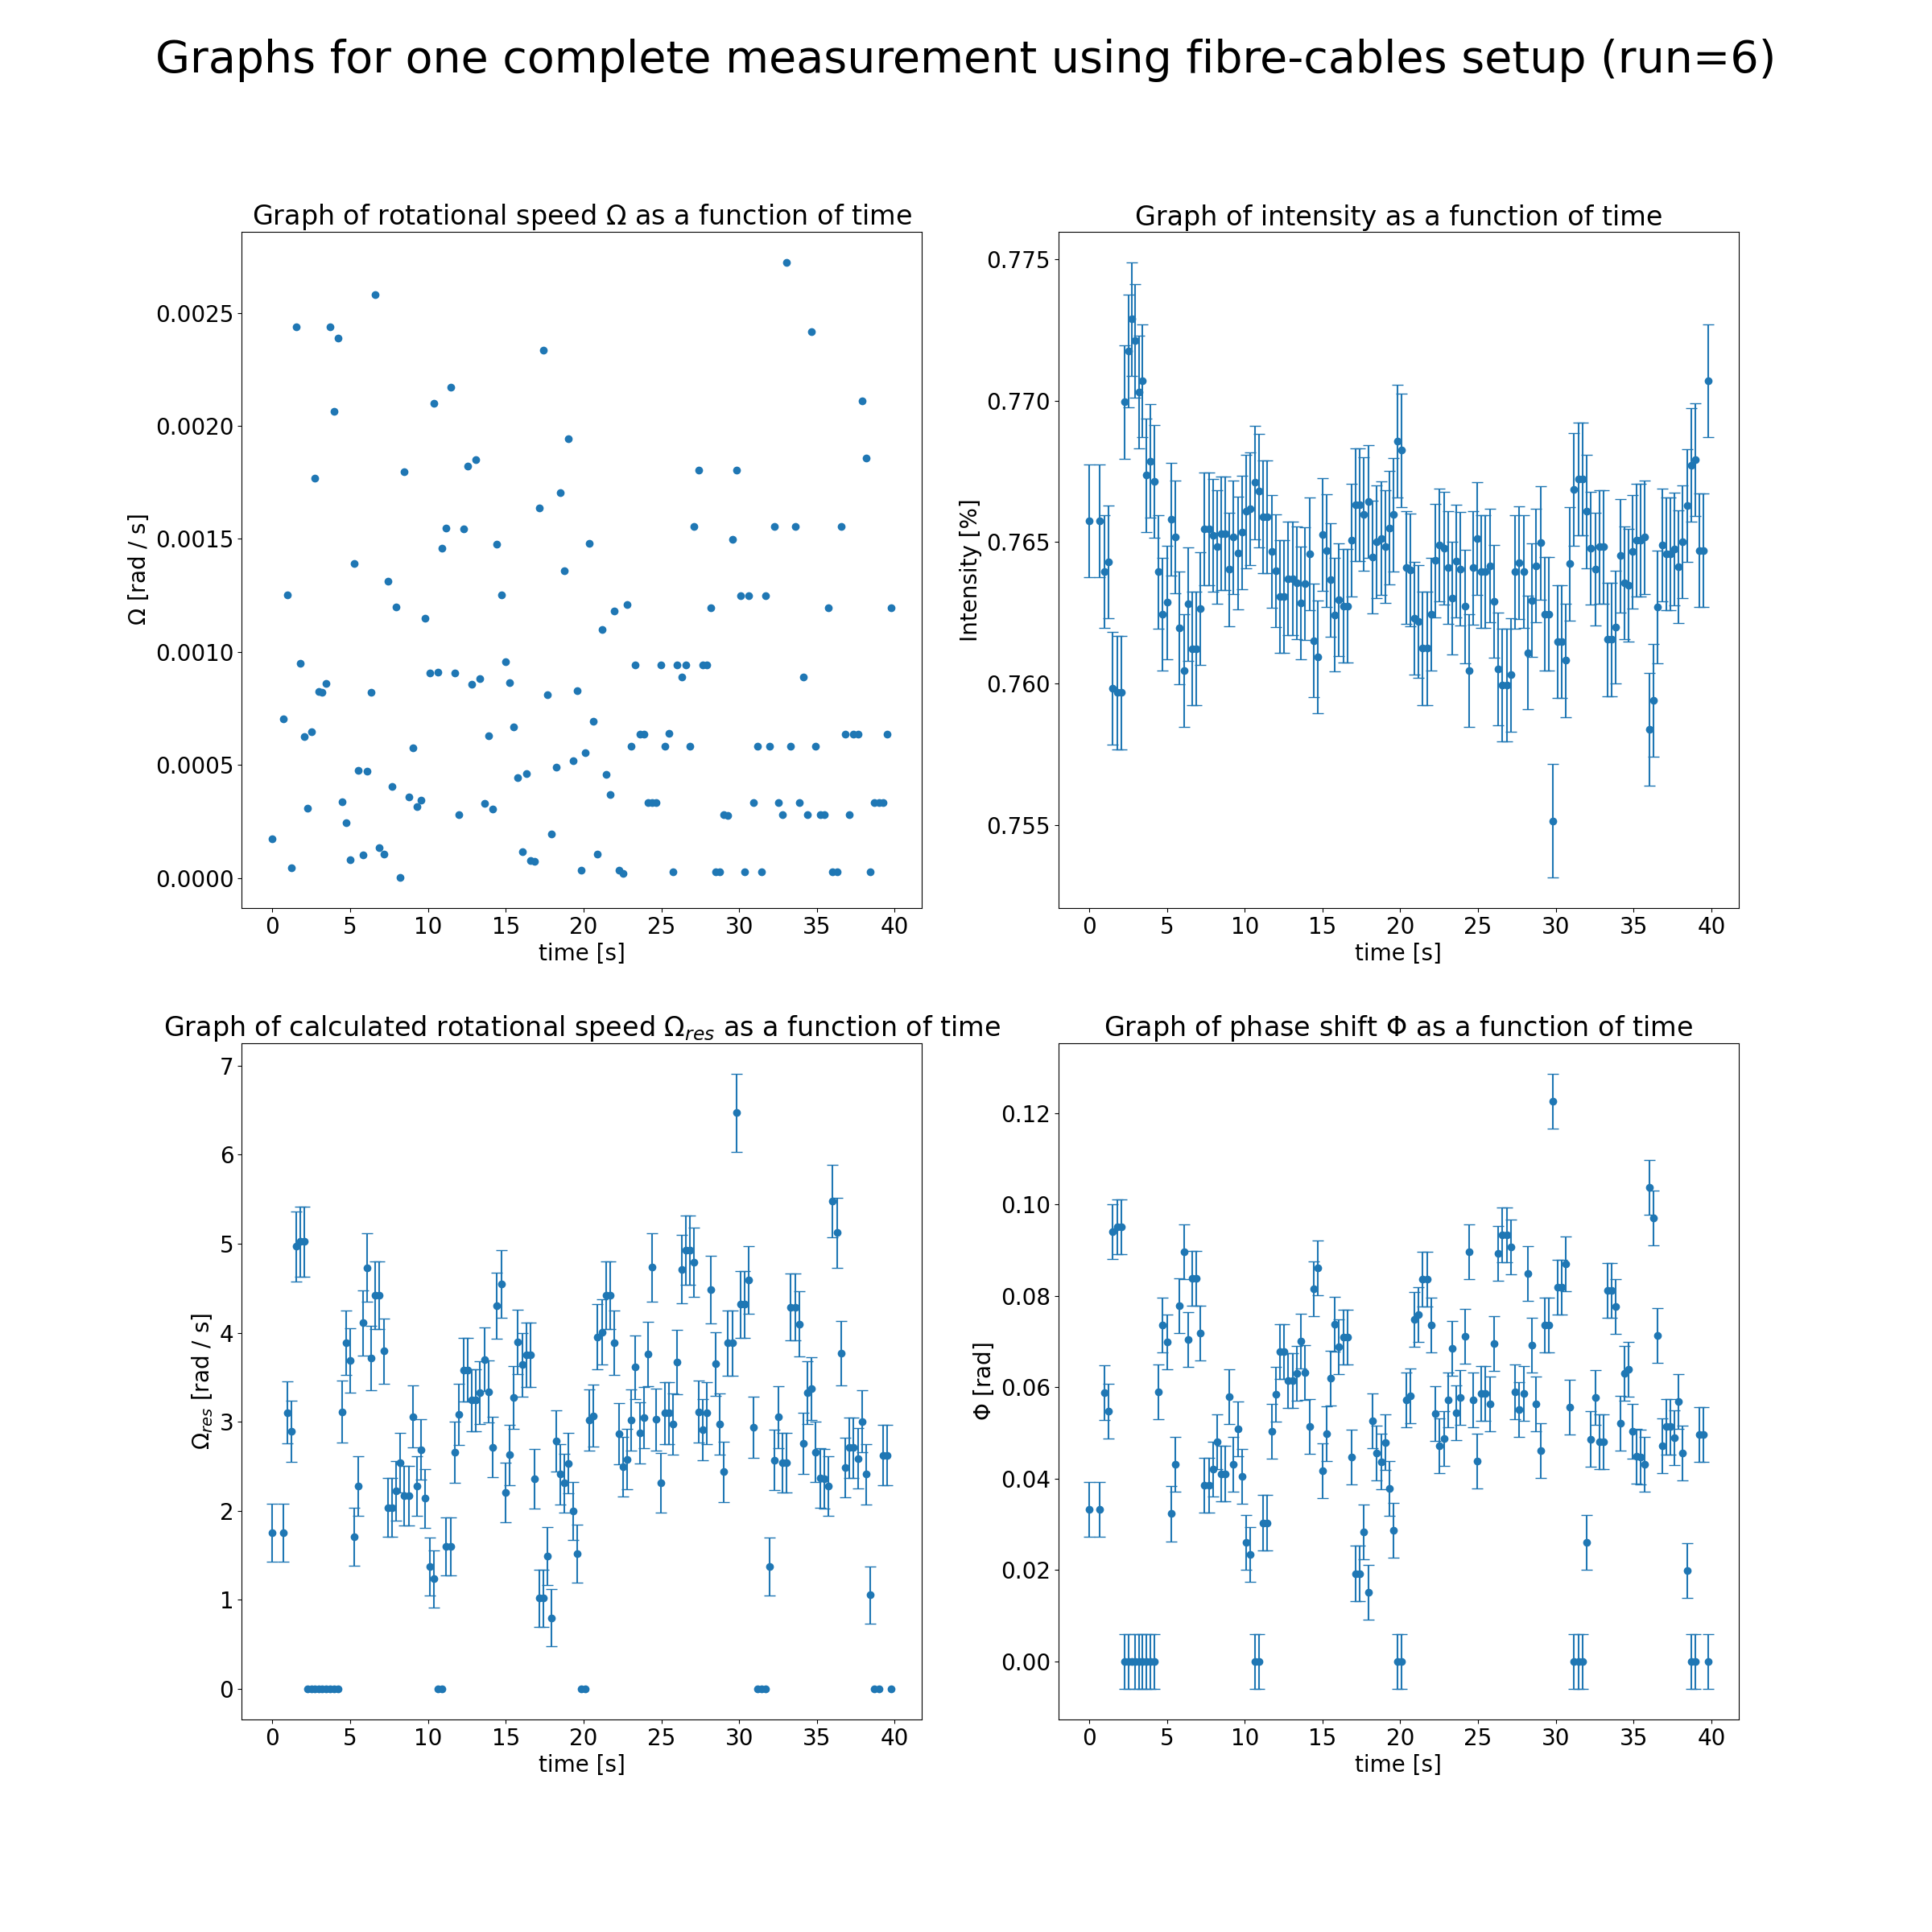 Graphs for one complete measurement using fibre-cables setup (run=6)
Graph of rotational speed Ω as a function of time
Ω [rad / s]
0.0025
0.0020
0.0015
0.0010
0.0005
0.0000
0 5 10 15 20 25 30 35 40
time [s]
Graph of intensity as a function of time
Intensity [%]
0.775
0.770
0.765
0.760
0.755
0 5 10 15 20 25 30 35 40
time [s]
Graph of calculated rotational speed Ω_res as a function of time
Ω_res [rad / s]
7
6
5
4
3
2
1
0
0 5 10 15 20 25 30 35 40
time [s]
Graph of phase shift Φ as a function of time
Φ [rad]
0.12
0.10
0.08
0.06
0.04
0.02
0.00
0 5 10 15 20 25 30 35 40
time [s]